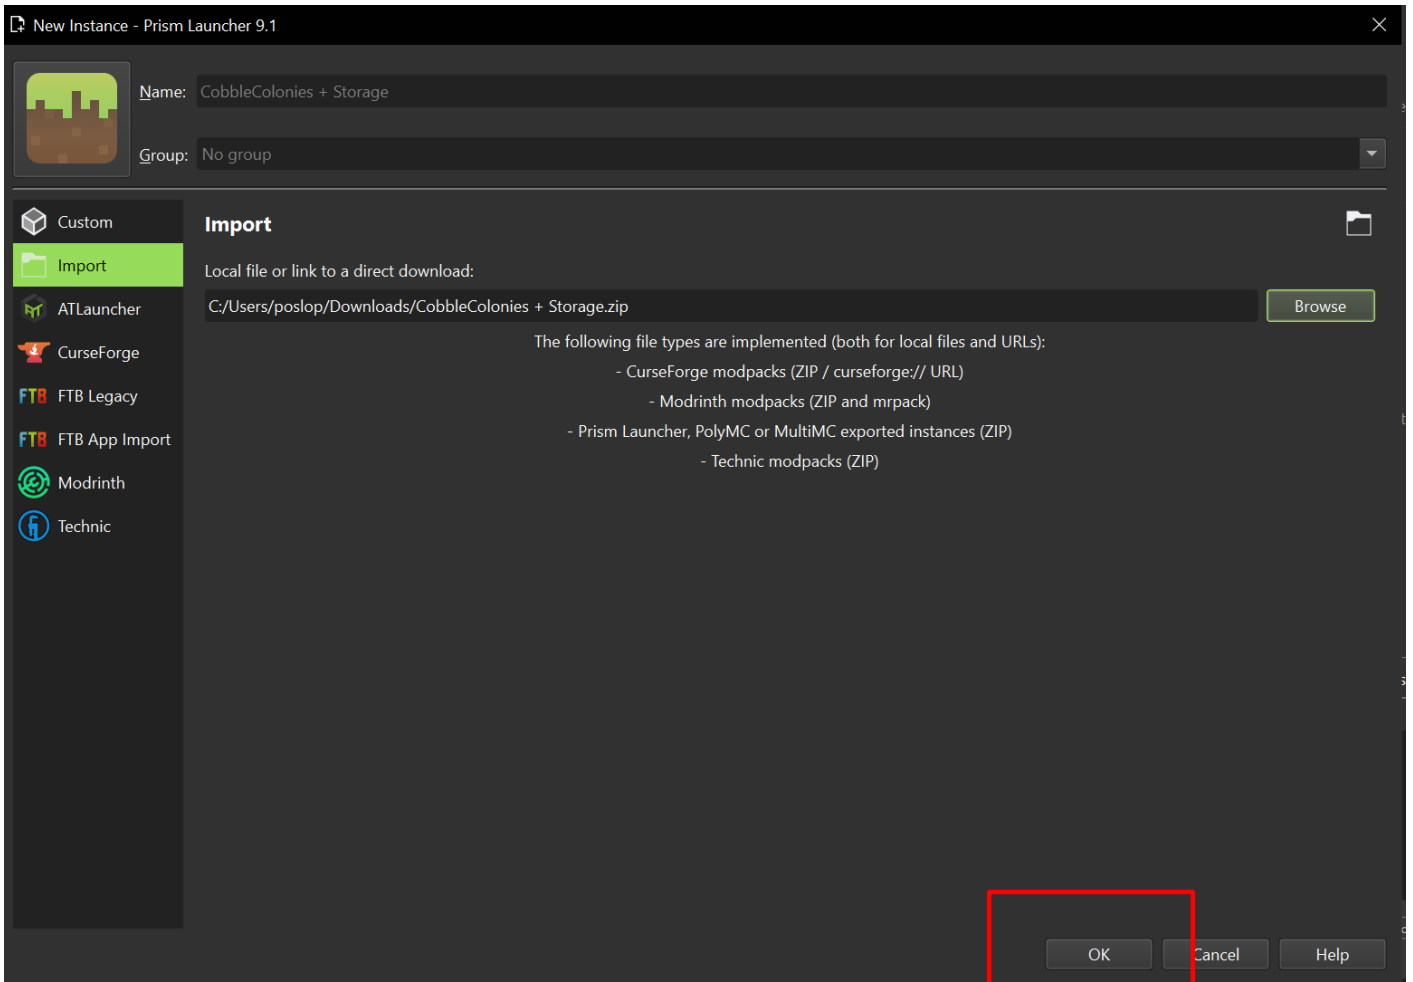 New Instance - Prism Launcher 9.1
Name: CobbleColonies + Storage
Group: No group
Custom
Import
ATLauncher
CurseForge
FTB FTB Legacy
FTB FTB App Import
Modrinth
Technic
Import
Local file or link to a direct download:
C:/Users/poslop/Downloads/CobbleColonies + Storage.zip Browse
The following file types are implemented (both for local files and URLs):
- CurseForge modpacks (ZIP / curseforge:// URL)
- Modrinth modpacks (ZIP and mrpack)
- Prism Launcher, PolyMC or MultiMC exported instances (ZIP)
- Technic modpacks (ZIP)
OK Cancel Help